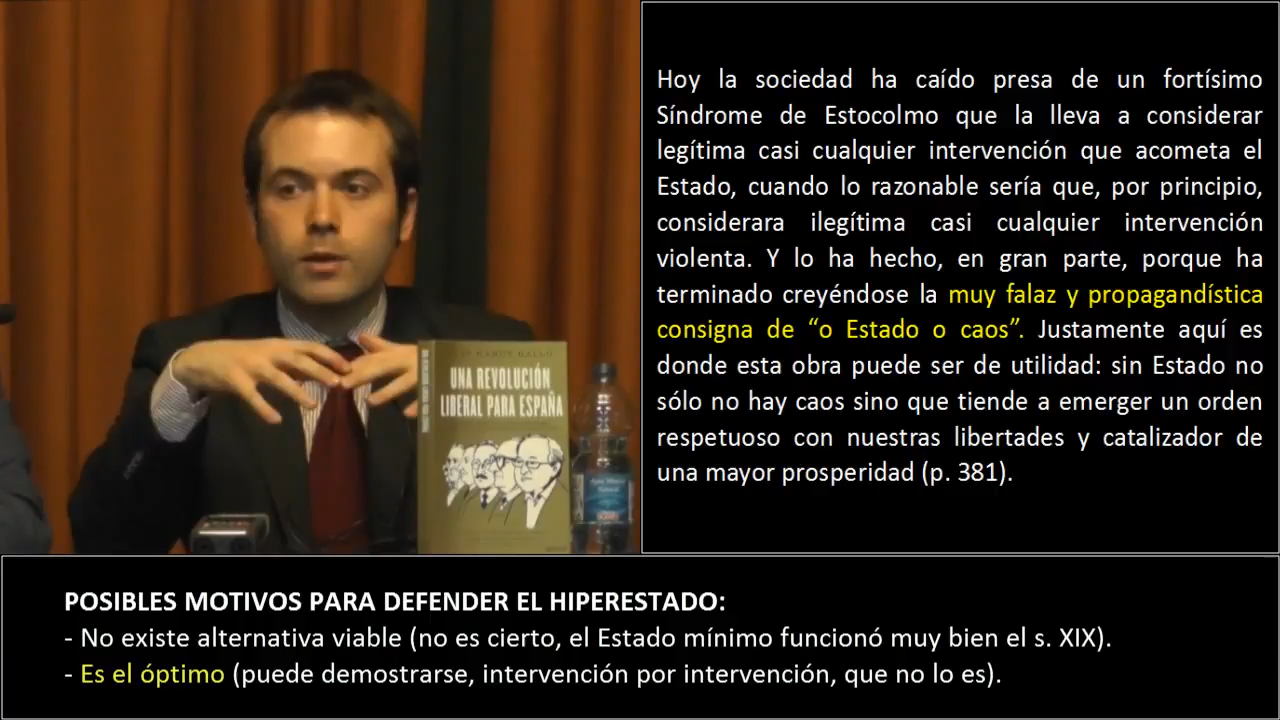 UNA REVOLUCIÓN
LIBERAL PARA ESPAÑA
Hoy la sociedad ha caído presa de un fortísimo
Síndrome de Estocolmo que la lleva a considerar
legítima casi cualquier intervención que acometa el
Estado, cuando lo razonable sería que, por principio,
considerara ilegítima casi cualquier intervención
violenta. Y lo ha hecho, en gran parte, porque ha
terminado creyéndose la muy falaz y propagandística
consigna de “o Estado o caos”. Justamente aquí es
donde esta obra puede ser de utilidad: sin Estado no
sólo no hay caos sino que tiende a emerger un orden
respetuoso con nuestras libertades y catalizador de
una mayor prosperidad (p. 381).
POSIBLES MOTIVOS PARA DEFENDER EL HIPERESTADO:
- No existe alternativa viable (no es cierto, el Estado mínimo funcionó muy bien el s. XIX).
- Es el óptimo (puede demostrarse, intervención por intervención, que no lo es).